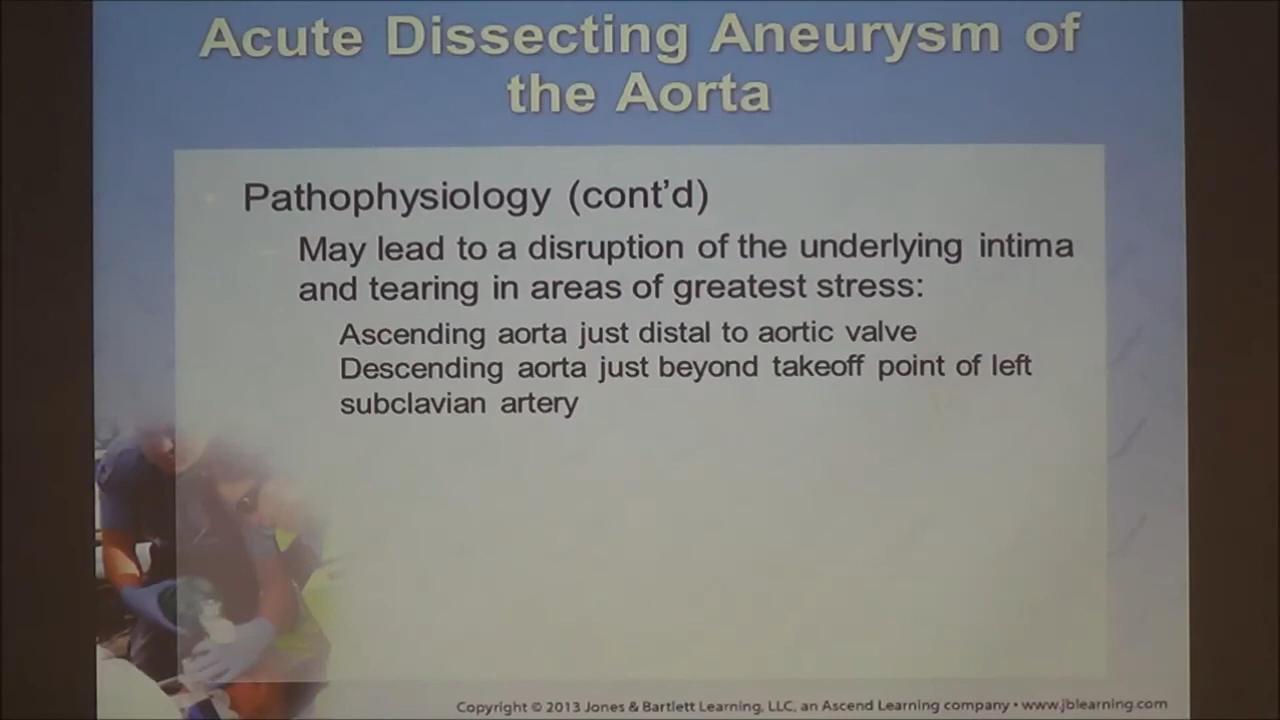 Acute Dissecting Aneurysm of
the Aorta
Pathophysiology (cont'd)
May lead to a disruption of the underlying intima
and tearing in areas of greatest stress:
Ascending aorta just distal to aortic valve
Descending aorta just beyond takeoff point of left
subclavian artery
Copyright © 2013 Jones & Bartlett Learning, LLC, an Ascend Learning company • www.jblearning.com